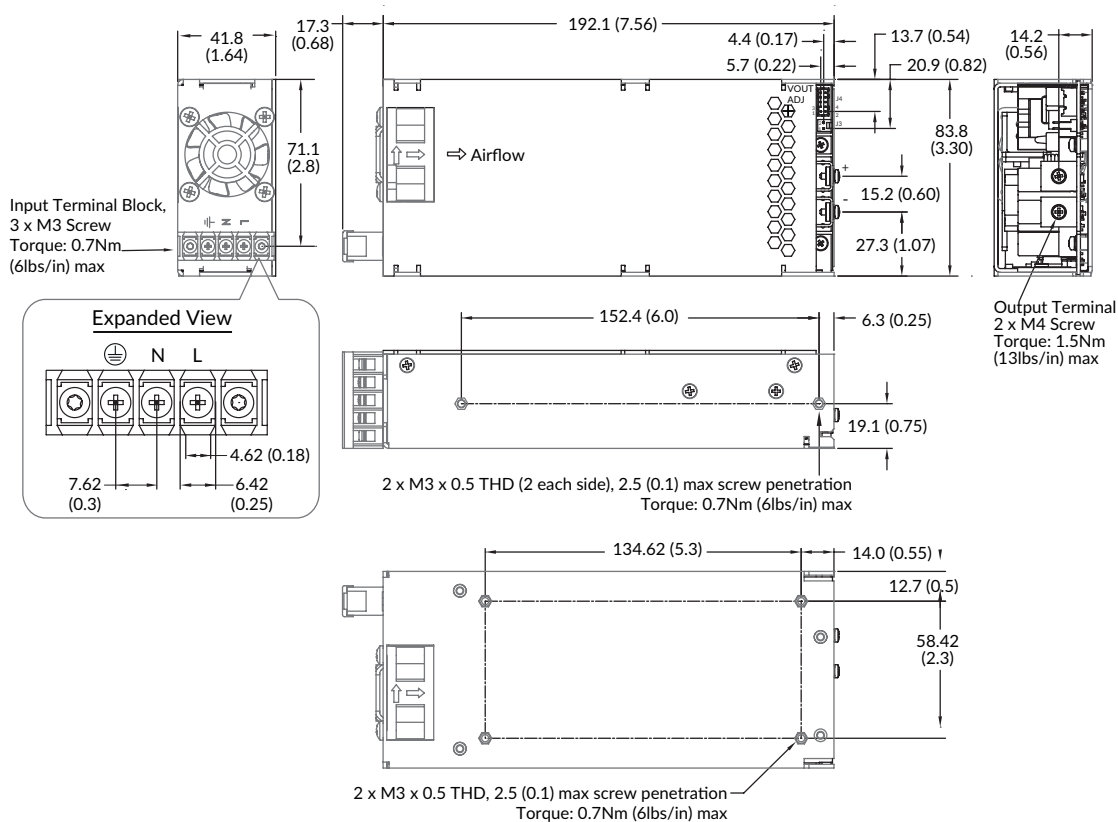 41.8
(1.64)
17.3
(0.68)
192.1 (7.56)
4.4 (0.17)
5.7 (0.22)
13.7 (0.54)
20.9 (0.82)
14.2
(0.56)
VOUT
ADJ
J4
J3
71.1
(2.8)
Airflow
83.8
(3.30)
+
15.2 (0.60)
-
27.3 (1.07)
N L
Input Terminal Block,
3 x M3 Screw
Torque: 0.7Nm
(6lbs/in) max
Output Terminal
2 x M4 Screw
Torque: 1.5Nm
(13lbs/in) max
Expanded View
N L
4.62 (0.18)
7.62
(0.3)
6.42
(0.25)
152.4 (6.0)
6.3 (0.25)
19.1 (0.75)
2 x M3 x 0.5 THD (2 each side), 2.5 (0.1) max screw penetration
Torque: 0.7Nm (6lbs/in) max
134.62 (5.3)
14.0 (0.55)
12.7 (0.5)
58.42
(2.3)
2 x M3 x 0.5 THD, 2.5 (0.1) max screw penetration
Torque: 0.7Nm (6lbs/in) max